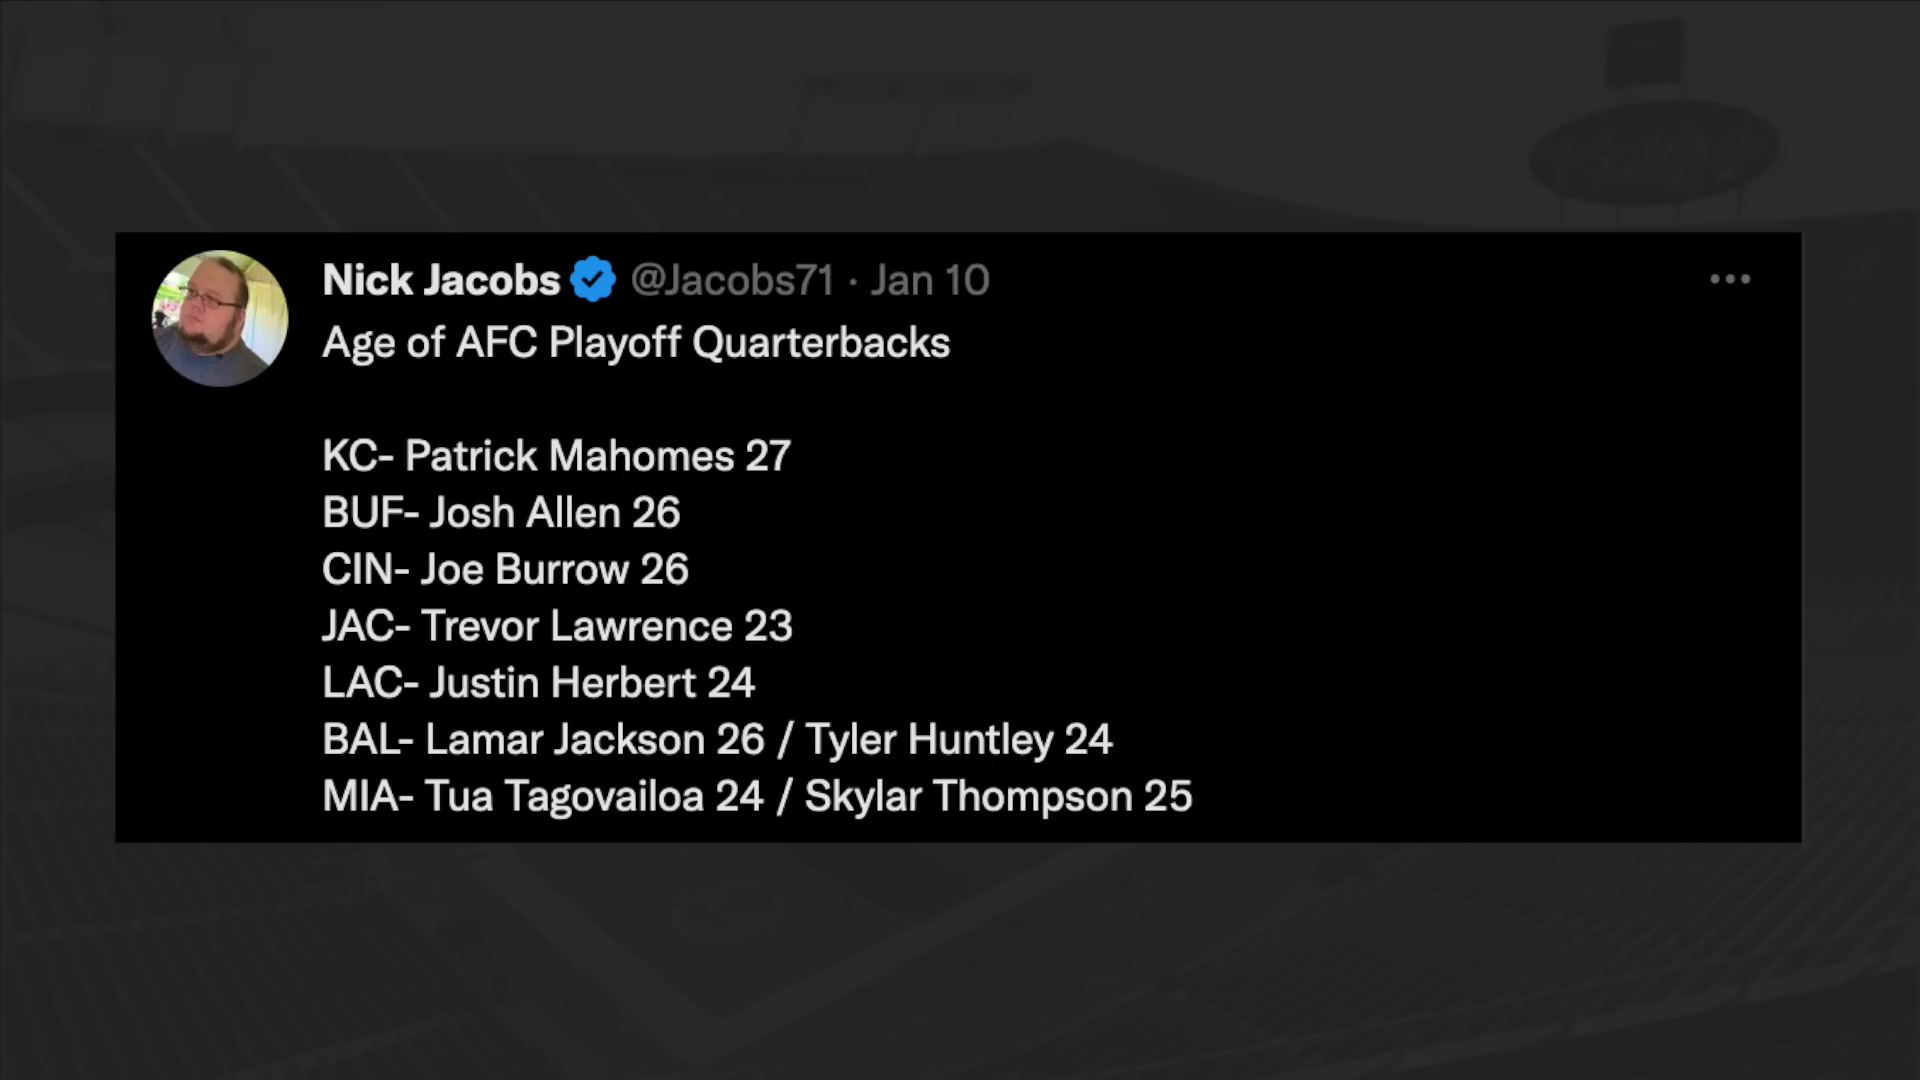 Nick Jacobs @Jacobs71 · Jan 10
Age of AFC Playoff Quarterbacks
KC- Patrick Mahomes 27
BUF- Josh Allen 26
CIN- Joe Burrow 26
JAC- Trevor Lawrence 23
LAC- Justin Herbert 24
BAL- Lamar Jackson 26 / Tyler Huntley 24
MIA- Tua Tagovailoa 24 / Skylar Thompson 25